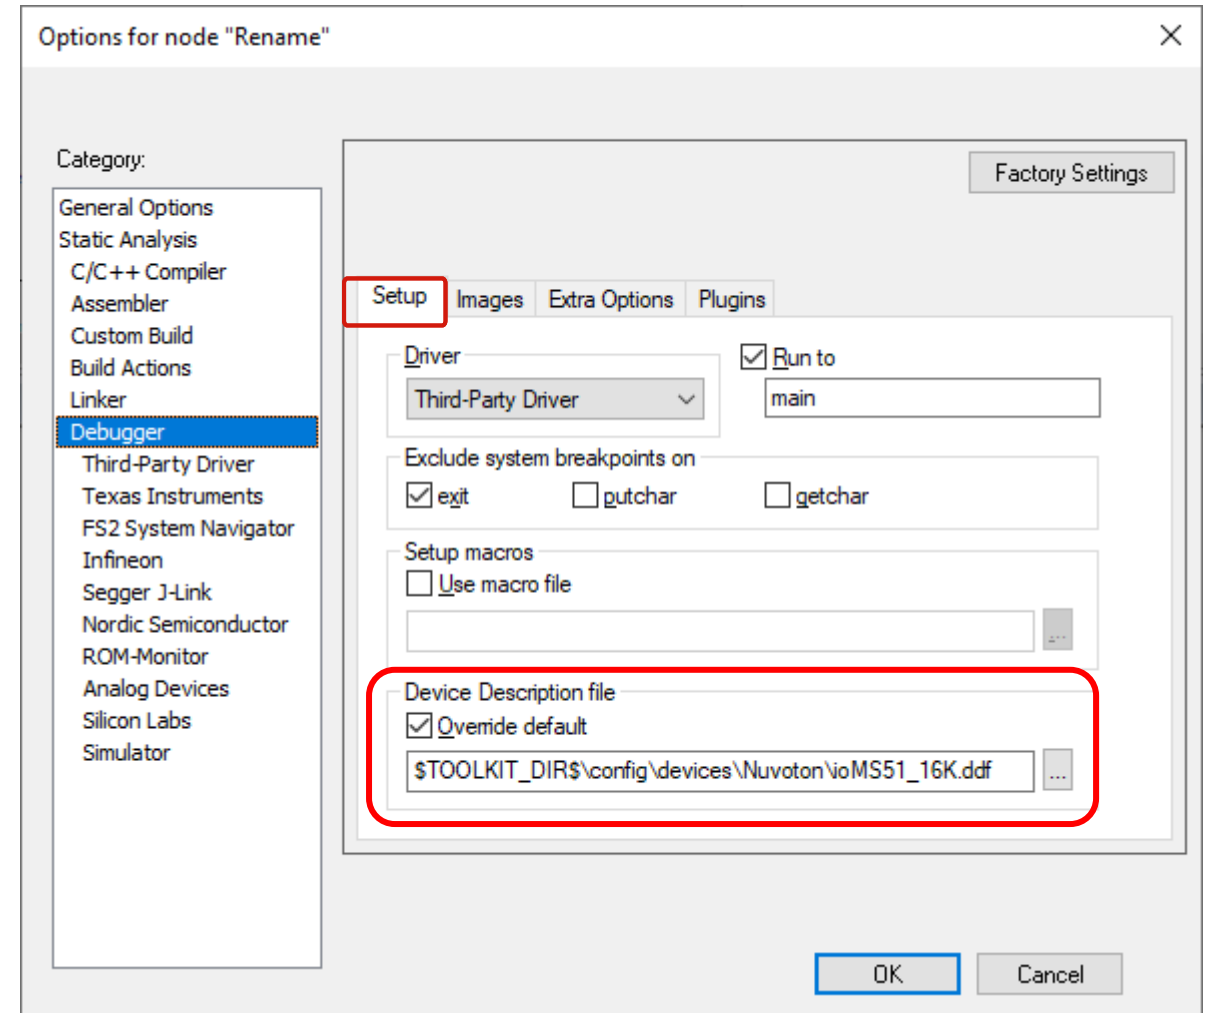 Options for node "Rename"
Category:
Factory Settings
General Options
Static Analysis
C/C++ Compiler
Assembler
Custom Build
Build Actions
Linker
Debugger
Third-Party Driver
Texas Instruments
FS2 System Navigator
Infineon
Segger J-Link
Nordic Semiconductor
ROM-Monitor
Analog Devices
Silicon Labs
Simulator
Setup Images Extra Options Plugins
Driver
Run to
Third-Party Driver
main
Exclude system breakpoints on
exit putchar getchar
Setup macros
Use macro file
...
Device Description file
Override default
$TOOLKIT_DIR$\config\devices\Nuvoton\ioMS51_16K.ddf ...
OK Cancel